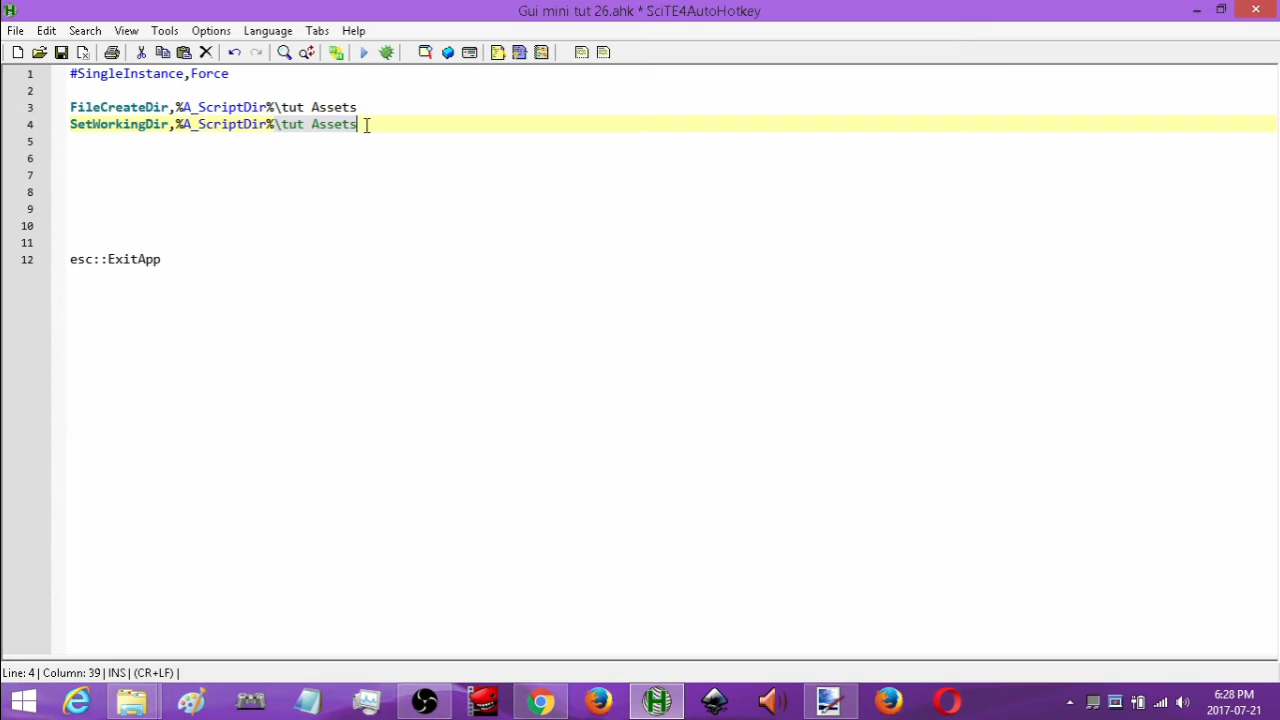 Gui mini tut 26.ahk * SciTE4AutoHotkey
File Edit Search View Tools Options Language Tabs Help
1 #SingleInstance,Force
2
3 FileCreateDir,%A_ScriptDir%\tut Assets
4 SetWorkingDir,%A_ScriptDir%\tut Assets
5
6
7
8
9
10
11
12 esc::ExitApp
Line: 4 | Column: 39 | INS | (CR+LF) |
6:28 PM
2017-07-21